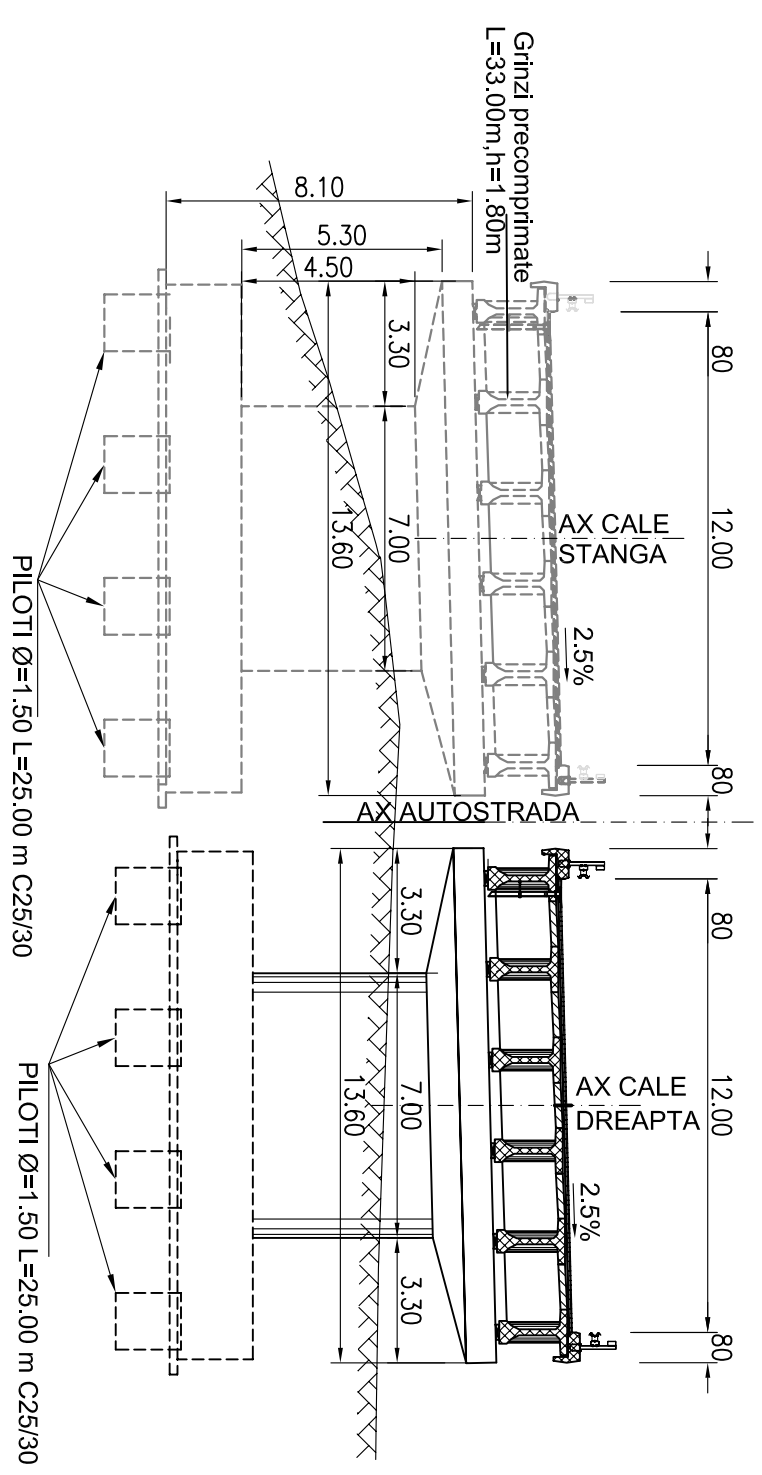 Grinzi precomprimate
L=33.00m,h=1.80m
80
12.00
80
80
12.00
80
AX CALE
STANGA
2.5%
AX CALE
DREAPTA
2.5%
8.10
5.30
4.50
3.30
7.00
13.60
AX AUTOSTRADA
3.30
7.00
3.30
13.60
PILOTI Ø=1.50 L=25.00 m C25/30
PILOTI Ø=1.50 L=25.00 m C25/30